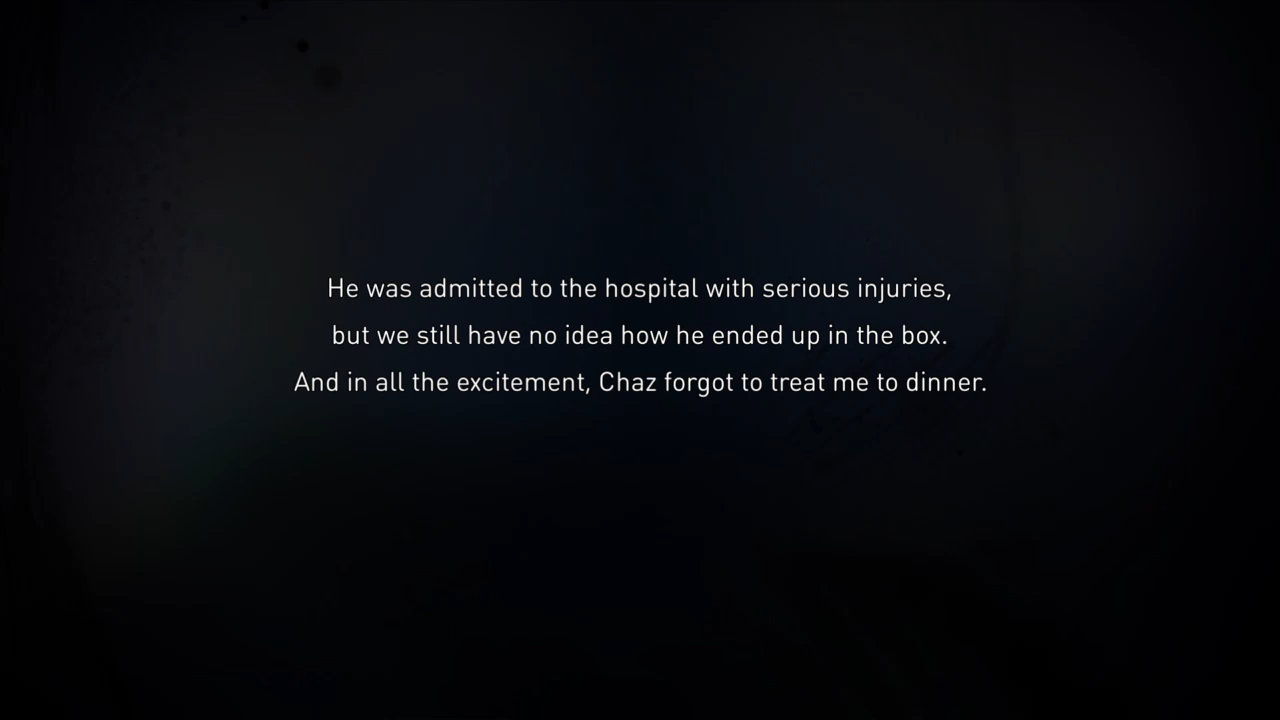 He was admitted to the hospital with serious injuries,
but we still have no idea how he ended up in the box.
And in all the excitement, Chaz forgot to treat me to dinner.